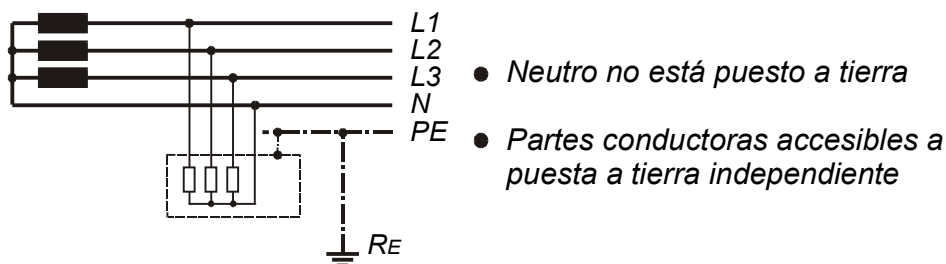 L1
L2
L3
N
PE
RE
● Neutro no está puesto a tierra
● Partes conductoras accesibles a
puesta a tierra independiente